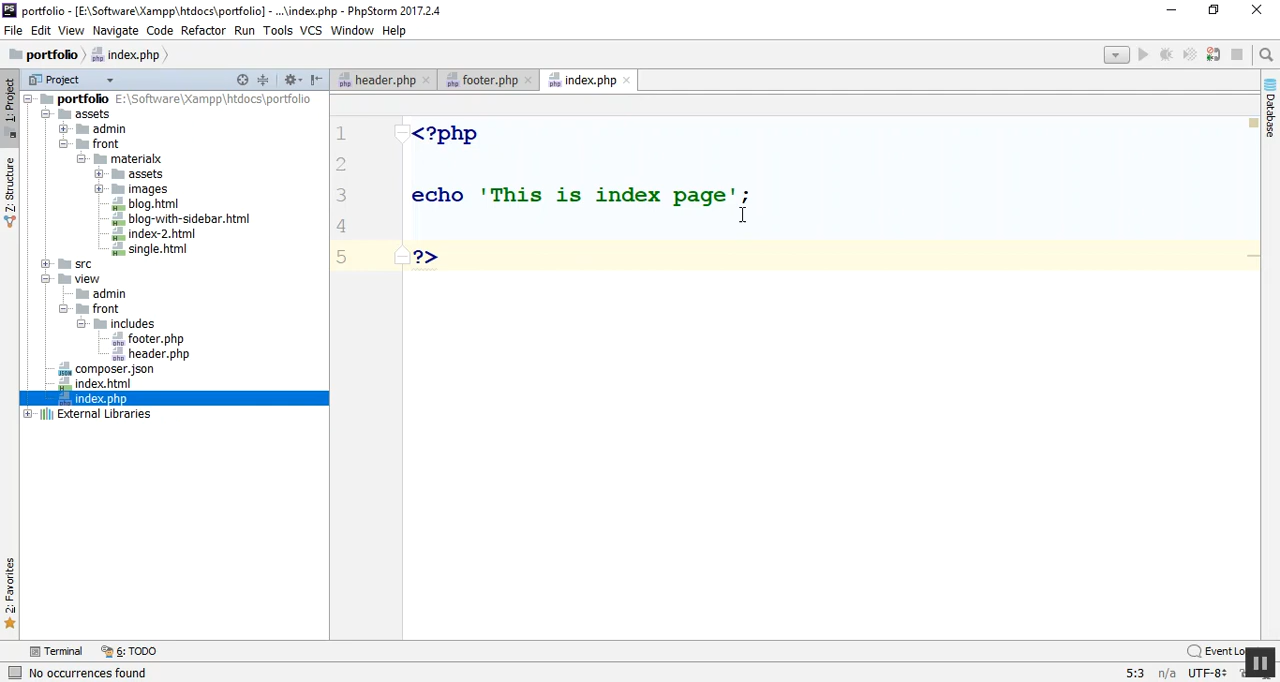 portfolio - [E:\Software\Xampp\htdocs\portfolio] - ...\index.php - PhpStorm 2017.2.4
File Edit View Navigate Code Refactor Run Tools VCS Window Help
portfolio index.php
1: Project
7: Structure
2: Favorites
Project
portfolio E:\Software\Xampp\htdocs\portfolio
assets
admin
front
materialx
assets
images
blog.html
blog-with-sidebar.html
index-2.html
single.html
src
view
admin
front
includes
footer.php
header.php
composer.json
index.html
index.php
External Libraries
header.php footer.php index.php
1 <?php
2
3 echo 'This is index page';
4
5 ?>
Database
Terminal 6: TODO Event Lo
No occurrences found 5:3 n/a UTF-8